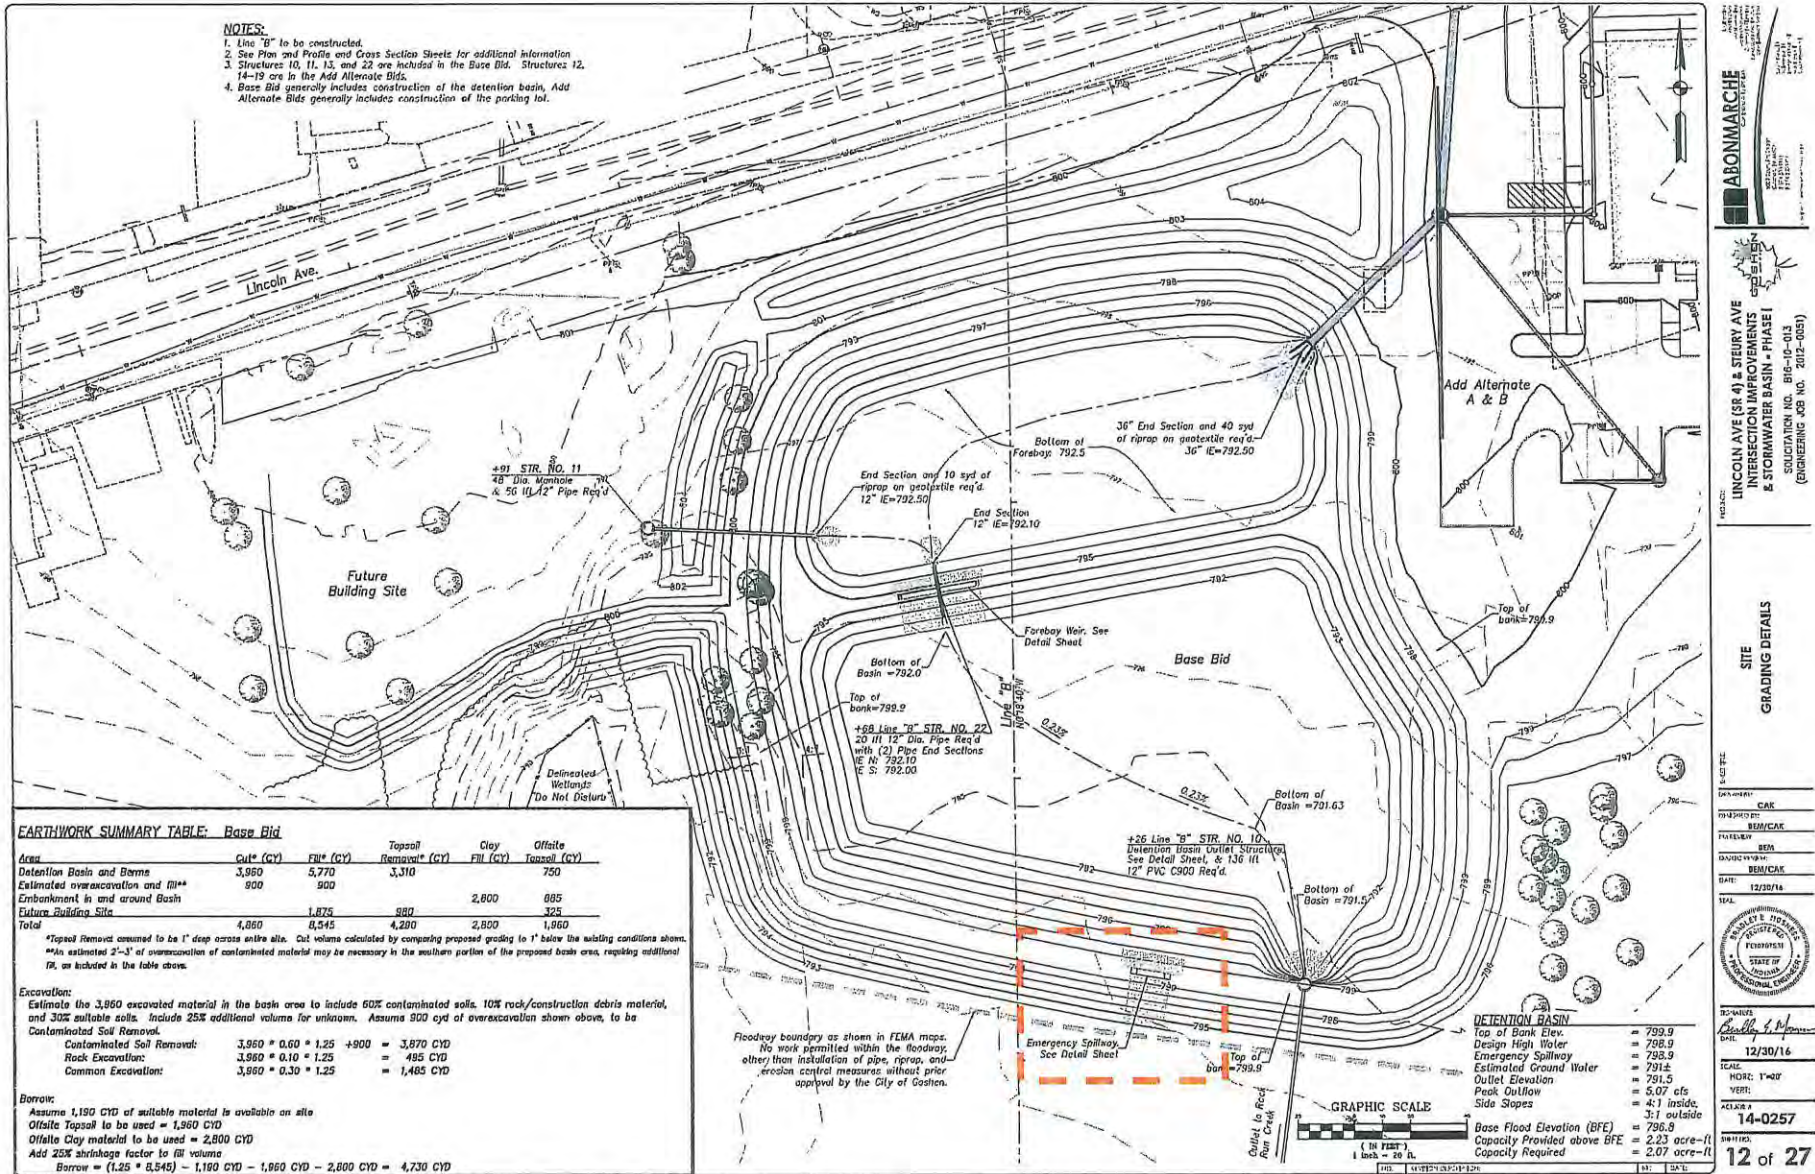 NOTES:
1. Line "B" to be constructed.
2. See Plan and Profile and Cross Section Sheets for additional information
3. Structures 10, 11, 13, and 22 are included in the Base Bid. Structures 12,
14-19 are in the Add Alternate Bids.
4. Base Bid generally includes construction of the detention basin, Add
Alternate Bids generally includes construction of the parking lot.
Lincoln Ave.
Future
Building Site
+91 STR. NO. 11
48" Dia. Manhole
& 56 lft 12" Pipe Req'd
End Section and 10 syd of
riprap on geotextile req'd.
12" IE=792.50
End Section
12" IE=792.10
Bottom of
Forebay: 792.5
36" End Section and 40 syd
of riprap on geotextile req'd.
36" IE=792.50
Add Alternate
A & B
Top of
bank=799.9
Forebay Weir. See
Detail Sheet
Bottom of
Basin =792.0
Base Bid
Top of
bank=799.9
Line "B"
+68 Line "B" STR. NO. 22
20 lft 12" Dia. Pipe Req'd
with (2) Pipe End Sections
IE N: 792.10
IE S: 792.00
0.23%
0.23%
Delineated
Wetlands
"Do Not Disturb"
Bottom of
Basin =791.63
+26 Line "B" STR. NO. 10
Detention Basin Outlet Structure
See Detail Sheet, & 136 lft
12" PVC C900 Req'd.
Bottom of
Basin =791.5
Floodway boundary as shown in FEMA maps.
No work permitted within the floodway,
other than installation of pipe, riprap, and
erosion control measures without prior
approval by the City of Goshen.
Emergency Spillway.
See Detail Sheet
Top of
bank=799.9
Outlet to Rock
Run Creek
GRAPHIC SCALE
( IN FEET )
1 inch = 20 ft.
EARTHWORK SUMMARY TABLE: Base Bid
Area Cut* (CY) Fill* (CY) Topsoil Removal* (CY) Clay Fill (CY) Offsite Topsoil (CY)
Detention Basin and Berms 3,960 5,770 3,310 750
Estimated overexcavation and fill** 900 900
Embankment in and around Basin 2,800 885
Future Building Site 1,875 980 325
Total 4,860 8,545 4,290 2,800 1,960
*Topsoil Removal assumed to be 1' deep across entire site. Cut volume calculated by comparing proposed grading to 1' below the existing conditions shown.
**An estimated 2'-3' of overexcavation of contaminated material may be necessary in the southern portion of the proposed basin area, requiring additional
fill, as included in the table above.
Excavation:
Estimate the 3,960 excavated material in the basin area to include 60% contaminated soils, 10% rock/construction debris material,
and 30% suitable soils. Include 25% additional volume for unknown. Assume 900 cyd of overexcavation shown above, to be
Contaminated Soil Removal.
Contaminated Soil Removal: 3,960 * 0.60 * 1.25 +900 = 3,870 CYD
Rock Excavation: 3,960 * 0.10 * 1.25 = 495 CYD
Common Excavation: 3,960 * 0.30 * 1.25 = 1,485 CYD
Borrow:
Assume 1,190 CYD of suitable material is available on site
Offsite Topsoil to be used = 1,960 CYD
Offsite Clay material to be used = 2,800 CYD
Add 25% shrinkage factor to fill volume
Borrow = (1.25 * 8,545) - 1,190 CYD - 1,960 CYD - 2,800 CYD = 4,730 CYD
DETENTION BASIN
Top of Bank Elev. = 799.9
Design High Water = 798.9
Emergency Spillway = 798.9
Estimated Ground Water = 791±
Outlet Elevation = 791.5
Peak Outflow = 5.07 cfs
Side Slopes = 4:1 inside,
3:1 outside
Base Flood Elevation (BFE) = 796.8
Capacity Provided above BFE = 2.23 acre-ft
Capacity Required = 2.07 acre-ft
ABONMARCHE
GOSHEN
LINCOLN AVE (SR 4) & STEURY AVE
INTERSECTION IMPROVEMENTS
& STORMWATER BASIN - PHASE I
SOLICITATION NO. B16-10-013
(ENGINEERING JOB NO. 2012-0051)
SITE
GRADING DETAILS
CAK
BEM/CAK
BEM
BEM/CAK
DATE: 12/30/16
REGISTERED
STATE OF
INDIANA
PROFESSIONAL ENGINEER
SIGNATURE
DATE: 12/30/16
SCALE:
HORZ: 1"=20'
VERT:
14-0257
12 of 27